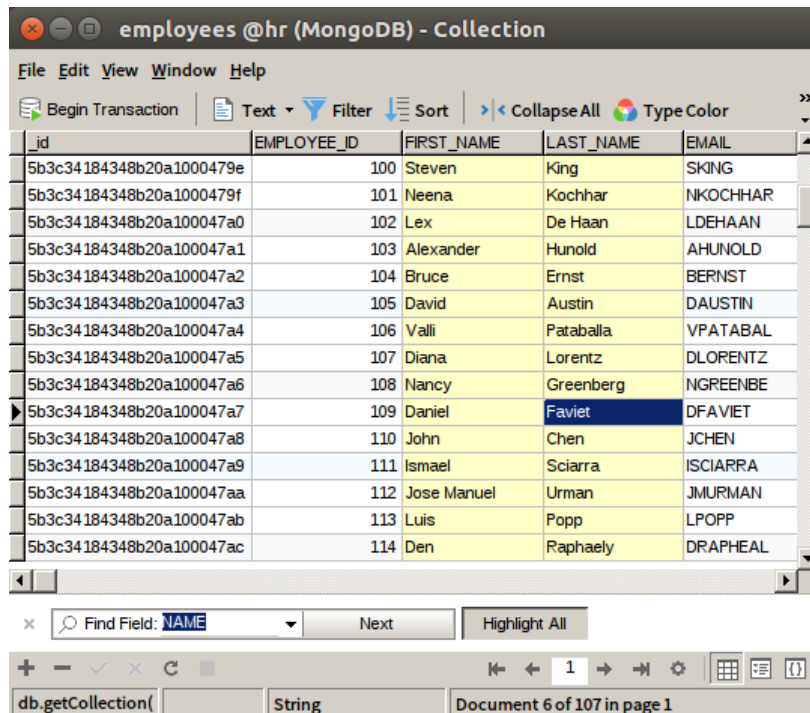 employees @hr (MongoDB) - Collection
File Edit View Window Help
Begin Transaction Text Filter Sort Collapse All Type Color
_id EMPLOYEE_ID FIRST_NAME LAST_NAME EMAIL
5b3c34184348b20a1000479e 100 Steven King SKING
5b3c34184348b20a1000479f 101 Neena Kochhar NKOCHHAR
5b3c34184348b20a100047a0 102 Lex De Haan LDEHAAN
5b3c34184348b20a100047a1 103 Alexander Hunold AHUNOLD
5b3c34184348b20a100047a2 104 Bruce Ernst BERNST
5b3c34184348b20a100047a3 105 David Austin DAUSTIN
5b3c34184348b20a100047a4 106 Valli Pataballa VPATABAL
5b3c34184348b20a100047a5 107 Diana Lorentz DLORENTZ
5b3c34184348b20a100047a6 108 Nancy Greenberg NGREENBE
5b3c34184348b20a100047a7 109 Daniel Faviet DFAVIET
5b3c34184348b20a100047a8 110 John Chen JCHEN
5b3c34184348b20a100047a9 111 Ismael Sciarra ISCIARRA
5b3c34184348b20a100047aa 112 Jose Manuel Urman JMURMAN
5b3c34184348b20a100047ab 113 Luis Popp LPOPP
5b3c34184348b20a100047ac 114 Den Raphaely DRAPHEAL
Find Field: NAME Next Highlight All
1
db.getCollection( String Document 6 of 107 in page 1